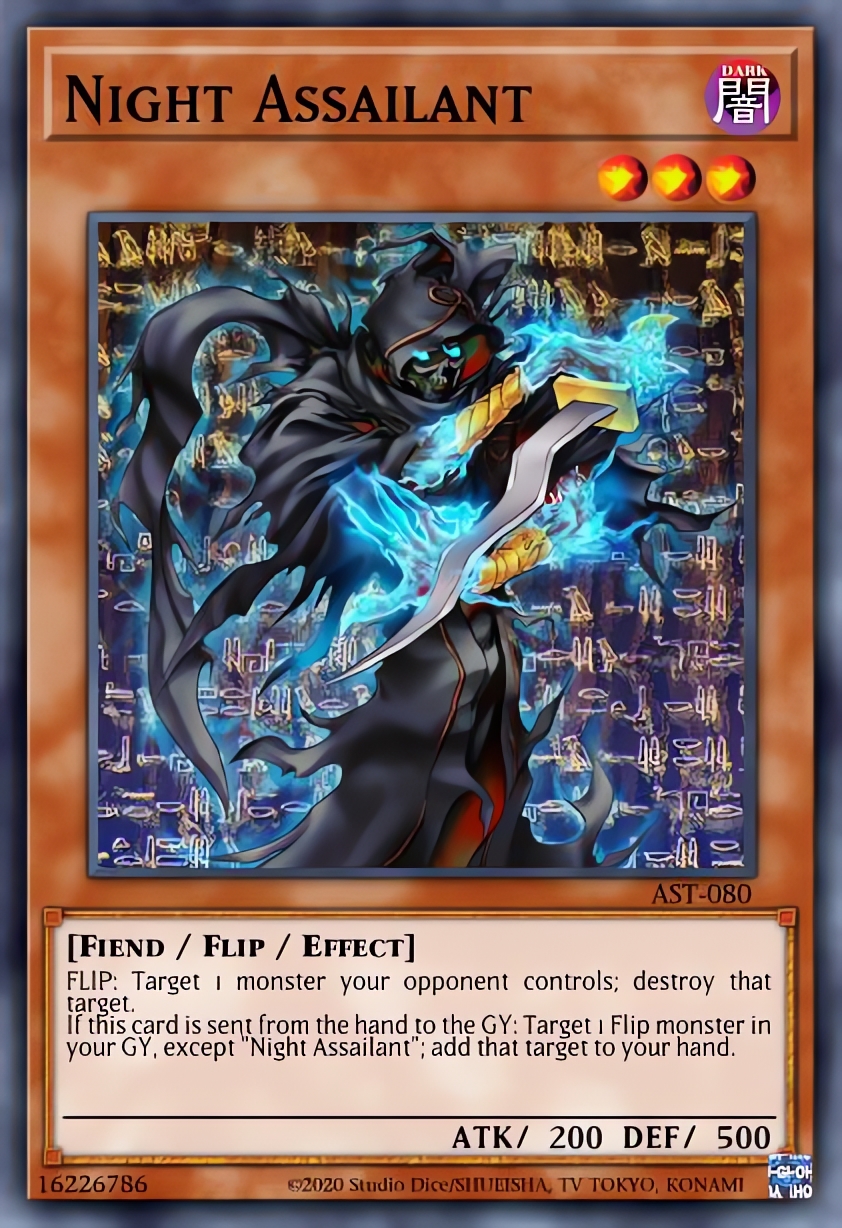 Night Assailant
DARK
闇
AST-080
[Fiend / Flip / Effect]
FLIP: Target 1 monster your opponent controls; destroy that
target.
If this card is sent from the hand to the GY: Target 1 Flip monster in
your GY, except "Night Assailant"; add that target to your hand.
ATK/ 200 DEF/ 500
16226786
©2020 Studio Dice/SHUEISHA, TV TOKYO, KONAMI